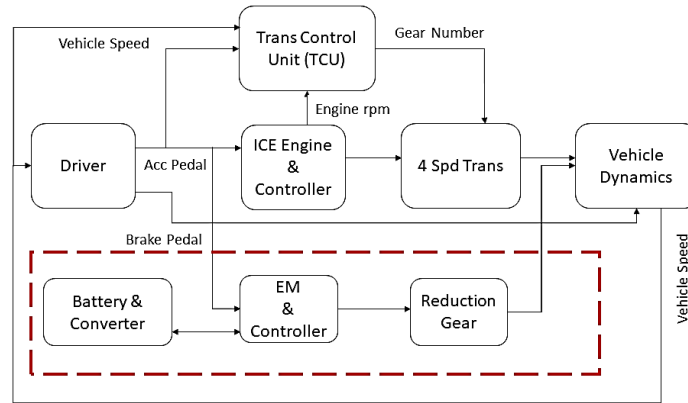 Vehicle Speed
Trans Control
Unit (TCU)
Gear Number
Engine rpm
Driver
Acc Pedal
ICE Engine
&
Controller
4 Spd Trans
Vehicle
Dynamics
Brake Pedal
Battery &
Converter
EM
&
Controller
Reduction
Gear
Vehicle Speed